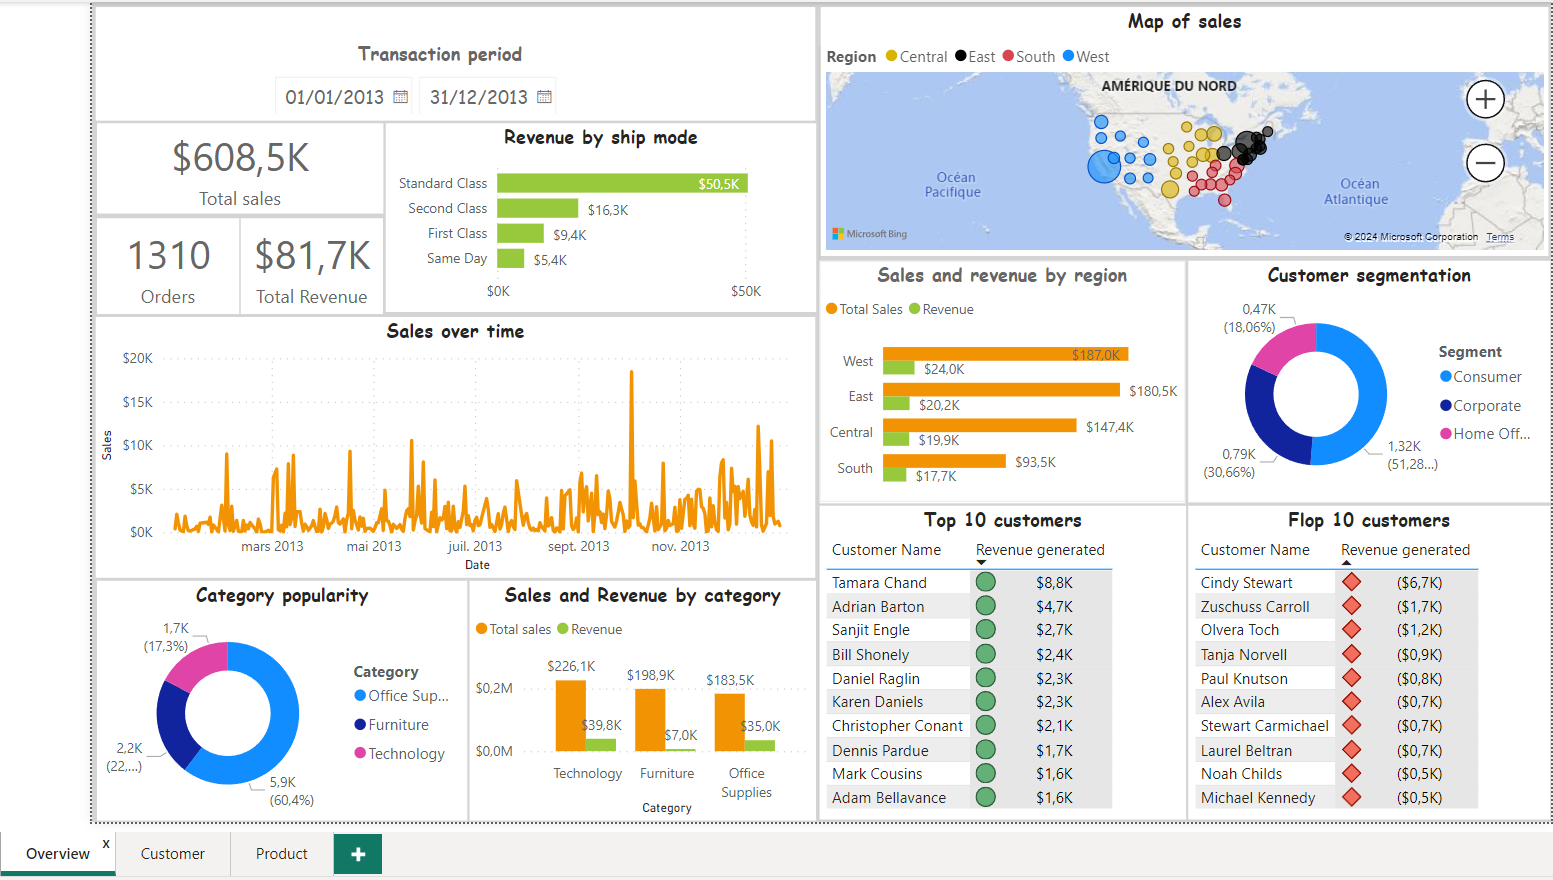 Transaction period
01/01/2013
31/12/2013
$608,5K
Total sales
1310
Orders
$81,7K
Total Revenue
Revenue by ship mode
Standard Class
$50,5K
Second Class
$16,3K
First Class
$9,4K
Same Day
$5,4K
$0K
$50K
Sales over time
Sales
$20K
$15K
$10K
$5K
$0K
mars 2013
mai 2013
juil. 2013
sept. 2013
nov. 2013
Date
Category popularity
1,7K
(17,3%)
2,2K
(22,...)
5,9K
(60,4%)
Category
Office Sup...
Furniture
Technology
Sales and Revenue by category
Total sales
Revenue
$0,2M
$0,0M
$226,1K
$39,8K
$198,9K
$7,0K
$183,5K
$35,0K
Technology
Furniture
Office
Supplies
Category
Map of sales
Region
Central
East
South
West
AMÉRIQUE DU NORD
Océan
Pacifique
Océan
Atlantique
Microsoft Bing
© 2024 Microsoft Corporation
Terms
Sales and revenue by region
Total Sales
Revenue
West
$187,0K
$24,0K
East
$180,5K
$20,2K
Central
$147,4K
$19,9K
South
$93,5K
$17,7K
Customer segmentation
0,47K
(18,06%)
0,79K
(30,66%)
1,32K
(51,28...)
Segment
Consumer
Corporate
Home Off...
Top 10 customers
Customer Name Revenue generated
Tamara Chand $8,8K
Adrian Barton $4,7K
Sanjit Engle $2,7K
Bill Shonely $2,4K
Daniel Raglin $2,3K
Karen Daniels $2,3K
Christopher Conant $2,1K
Dennis Pardue $1,7K
Mark Cousins $1,6K
Adam Bellavance $1,6K
Flop 10 customers
Customer Name Revenue generated
Cindy Stewart ($6,7K)
Zuschuss Carroll ($1,7K)
Olvera Toch ($1,2K)
Tanja Norvell ($0,9K)
Paul Knutson ($0,8K)
Alex Avila ($0,7K)
Stewart Carmichael ($0,7K)
Laurel Beltran ($0,7K)
Noah Childs ($0,5K)
Michael Kennedy ($0,5K)
Overview x
Customer
Product
+